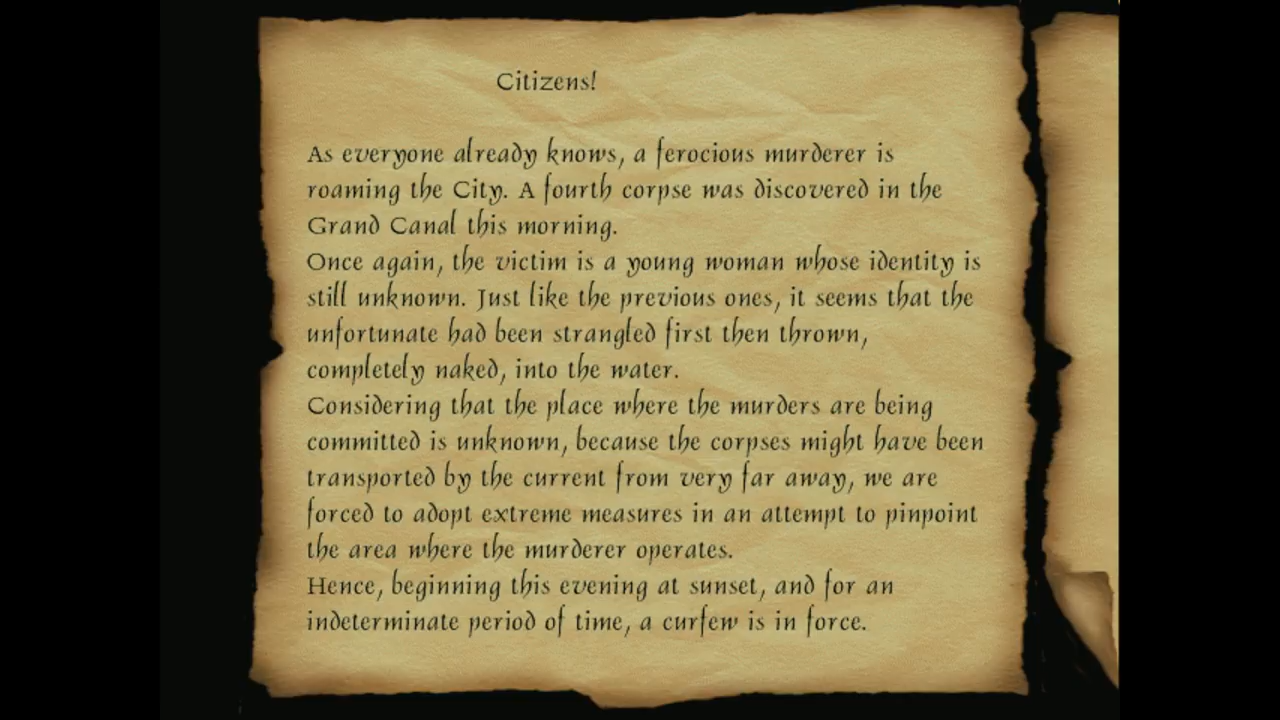 Citizens!
As everyone already knows, a ferocious murderer is
roaming the City. A fourth corpse was discovered in the
Grand Canal this morning.
Once again, the victim is a young woman whose identity is
still unknown. Just like the previous ones, it seems that the
unfortunate had been strangled first then thrown,
completely naked, into the water.
Considering that the place where the murders are being
committed is unknown, because the corpses might have been
transported by the current from very far away, we are
forced to adopt extreme measures in an attempt to pinpoint
the area where the murderer operates.
Hence, beginning this evening at sunset, and for an
indeterminate period of time, a curfew is in force.